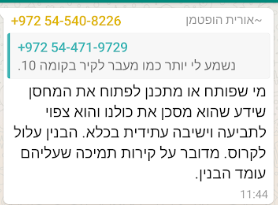 +972 54-540-8226 ~אורית הופטמן
+972 54-471-9729
נשמע לי יותר כמו מעבר לקיר בקומה 10.
מי שפותח או מתכנן לפתוח את המחסן
שידע שהוא מסכן את כולנו והוא צפוי
לתביעה וישיבה עתידית בכלא. הבנין עלול
לקרוס. מדובר על קירות תמיכה שעליהם
עומד הבנין.
11:44